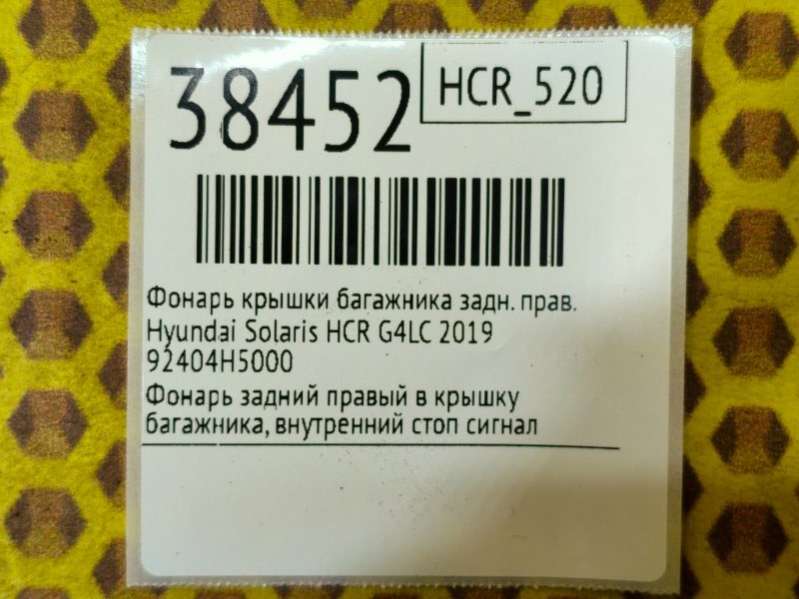 38452
HCR_520
Фонарь крышки багажника задн. прав.
Hyundai Solaris HCR G4LC 2019
92404H5000
Фонарь задний правый в крышку
багажника, внутренний стоп сигнал